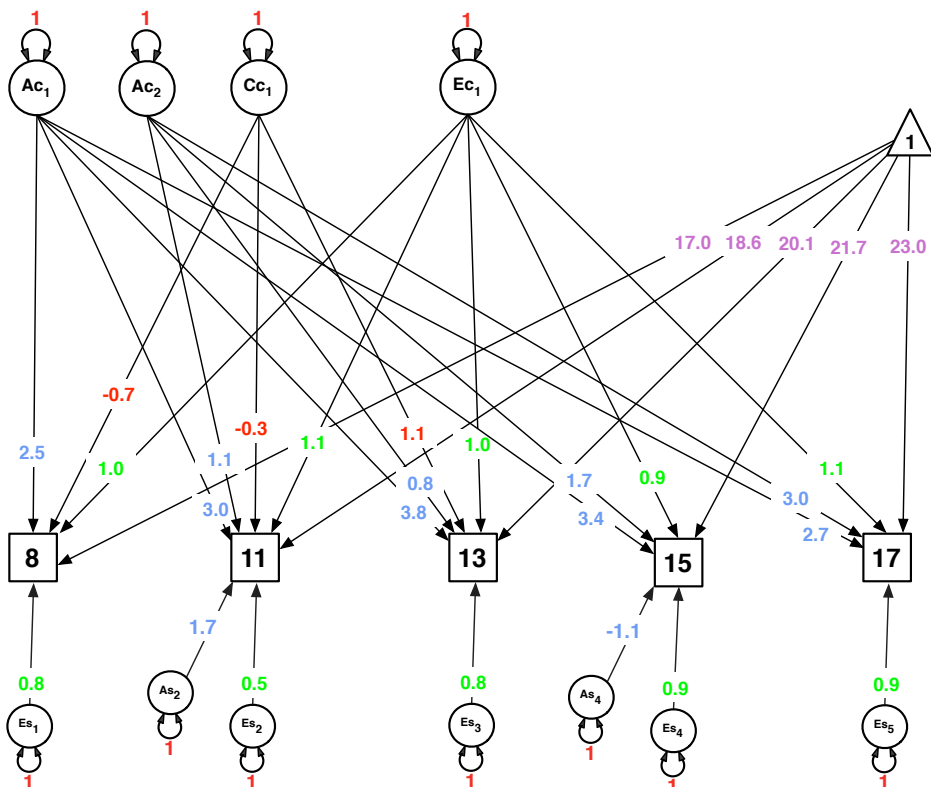 1 1 1 1
Ac1 Ac2 Cc1 Ec1
1
17.0 18.6 20.1 21.7 23.0
-0.7
2.5 -0.3 1.1 1.1 1.0
1.0 1.1 0.8 1.7 0.9 1.1
3.0 3.8 3.4 3.0
2.7
8 11 13 15 17
1.7 -1.1
0.8 0.5 0.8 0.9 0.9
As2 As4
Es1 Es2 Es3 Es4 Es5
1 1
1 1 1 1 1